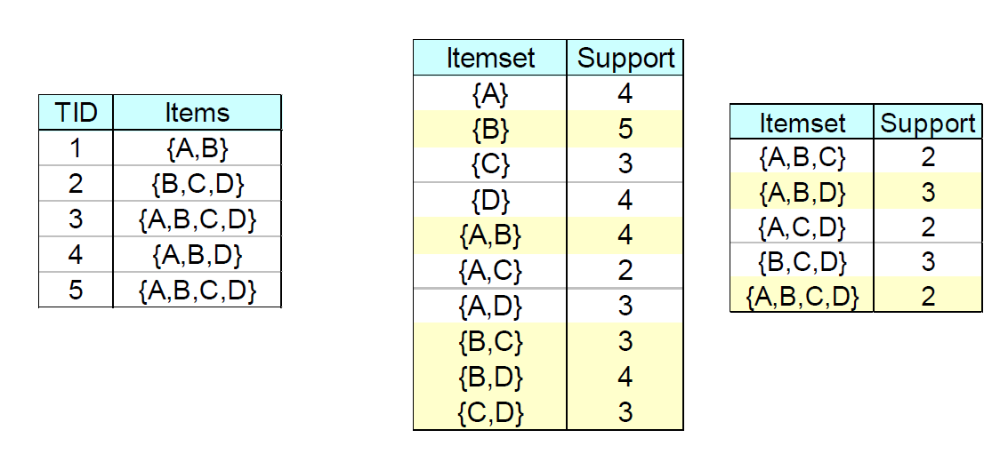 TID Items
1 {A,B}
2 {B,C,D}
3 {A,B,C,D}
4 {A,B,D}
5 {A,B,C,D}
Itemset Support
{A} 4
{B} 5
{C} 3
{D} 4
{A,B} 4
{A,C} 2
{A,D} 3
{B,C} 3
{B,D} 4
{C,D} 3
Itemset Support
{A,B,C} 2
{A,B,D} 3
{A,C,D} 2
{B,C,D} 3
{A,B,C,D} 2